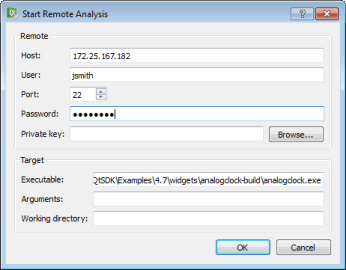 Start Remote Analysis
Remote
Host: 172.25.167.182
User: jsmith
Port: 22
Password: ●●●●●●●●
Private key: Browse...
Target
Executable: QtSDK\Examples\4.7\widgets\analogclock-build\analogclock.exe
Arguments:
Working directory:
OK Cancel